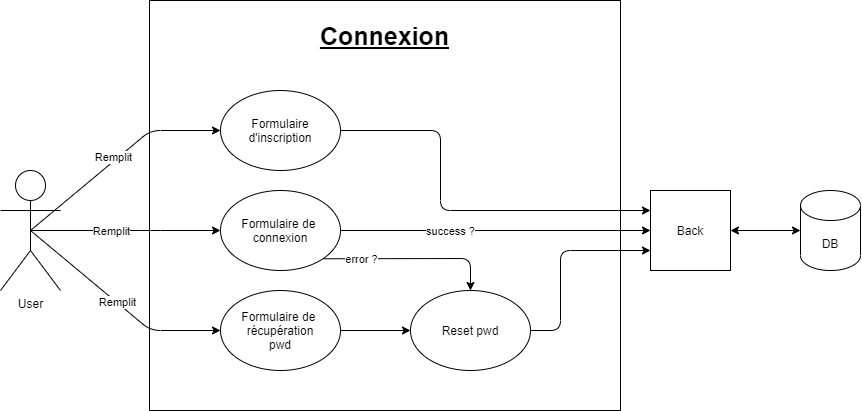 Connexion
Formulaire
d'inscription
Remplit
Formulaire de
connexion
Remplit
success ?
Back
DB
error ?
Remplit
User
Formulaire de
récupération
pwd
Reset pwd